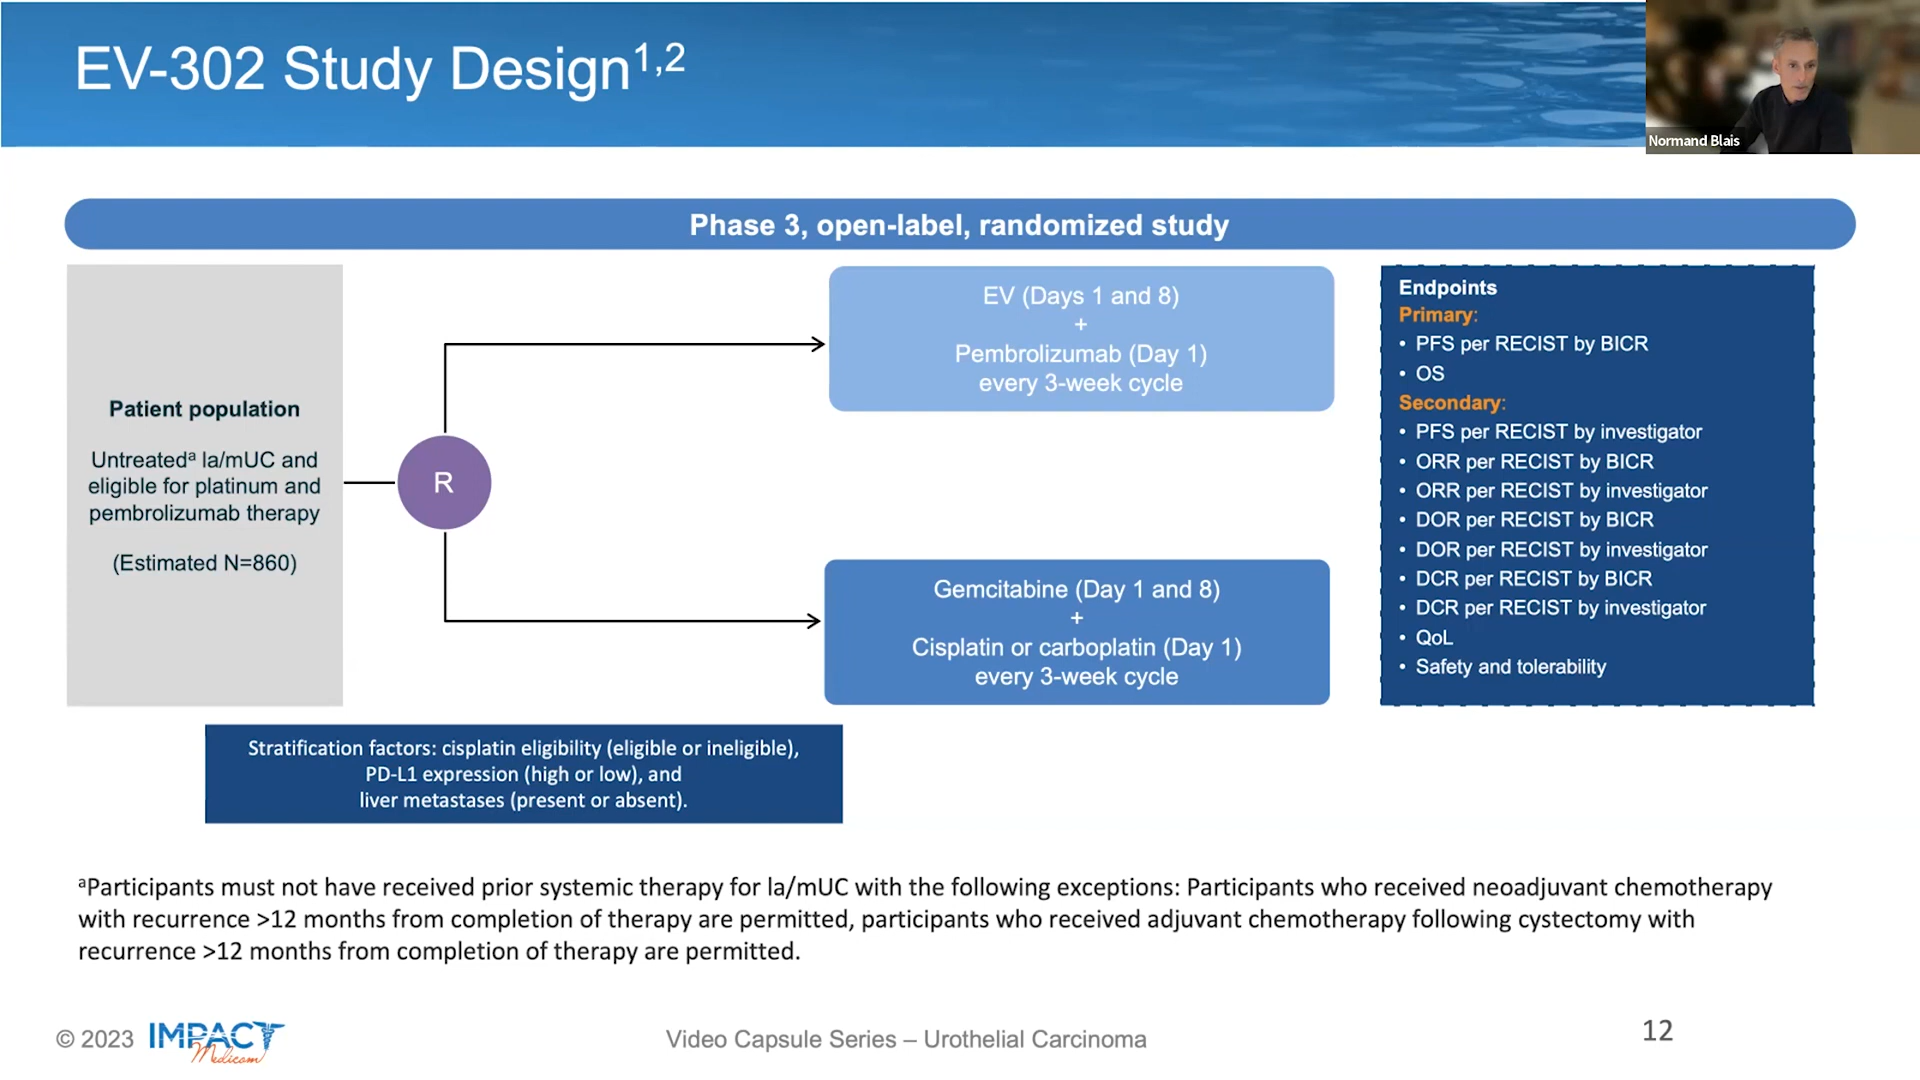 EV-302 Study Design1,2
Normand Blais
Phase 3, open-label, randomized study
Patient population
Untreatedᵃ la/mUC and
eligible for platinum and
pembrolizumab therapy
(Estimated N=860)
R
EV (Days 1 and 8)
+
Pembrolizumab (Day 1)
every 3-week cycle
Gemcitabine (Day 1 and 8)
+
Cisplatin or carboplatin (Day 1)
every 3-week cycle
Endpoints
Primary:
• PFS per RECIST by BICR
• OS
Secondary:
• PFS per RECIST by investigator
• ORR per RECIST by BICR
• ORR per RECIST by investigator
• DOR per RECIST by BICR
• DOR per RECIST by investigator
• DCR per RECIST by BICR
• DCR per RECIST by investigator
• QoL
• Safety and tolerability
Stratification factors: cisplatin eligibility (eligible or ineligible),
PD-L1 expression (high or low), and
liver metastases (present or absent).
ᵃParticipants must not have received prior systemic therapy for la/mUC with the following exceptions: Participants who received neoadjuvant chemotherapy
with recurrence >12 months from completion of therapy are permitted, participants who received adjuvant chemotherapy following cystectomy with
recurrence >12 months from completion of therapy are permitted.
© 2023 IMPACT
Medicom
Video Capsule Series – Urothelial Carcinoma
12